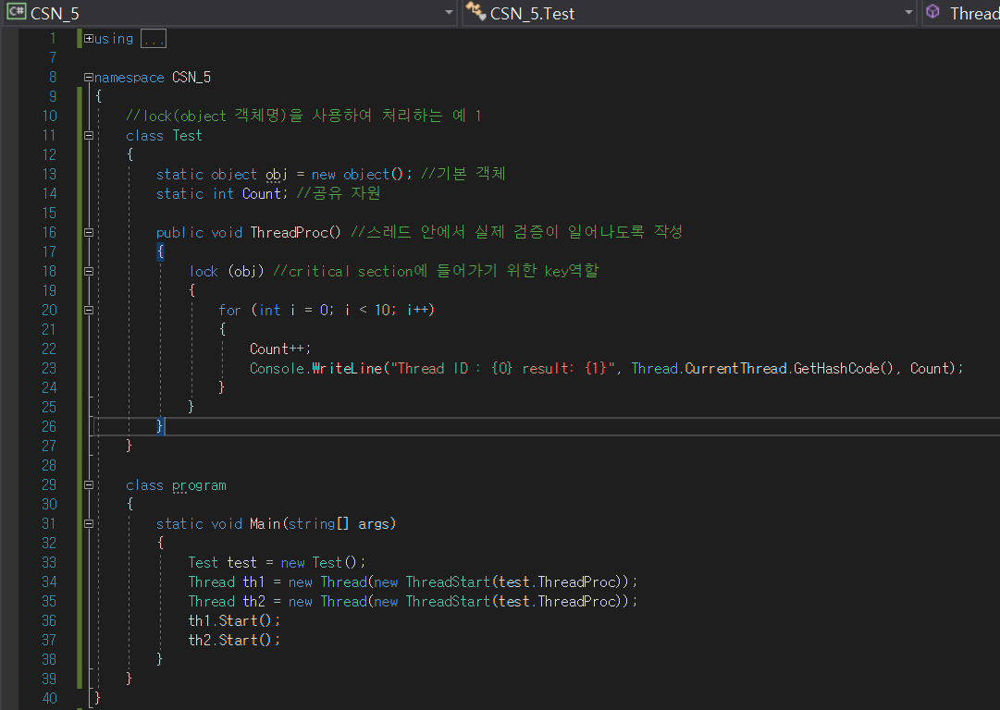 C# CSN_5 CSN_5.Test Thread
1 using ...
7
8 namespace CSN_5
9 {
10 //lock(object 객체명)을 사용하여 처리하는 예 1
11 class Test
12 {
13 static object obj = new object(); //기본 객체
14 static int Count; //공유 자원
15
16 public void ThreadProc() //스레드 안에서 실제 검증이 일어나도록 작성
17 {
18 lock (obj) //critical section에 들어가기 위한 key역할
19 {
20 for (int i = 0; i < 10; i++)
21 {
22 Count++;
23 Console.WriteLine("Thread ID : {0} result: {1}", Thread.CurrentThread.GetHashCode(), Count);
24 }
25 }
26 }
27 }
28
29 class program
30 {
31 static void Main(string[] args)
32 {
33 Test test = new Test();
34 Thread th1 = new Thread(new ThreadStart(test.ThreadProc));
35 Thread th2 = new Thread(new ThreadStart(test.ThreadProc));
36 th1.Start();
37 th2.Start();
38 }
39 }
40 }